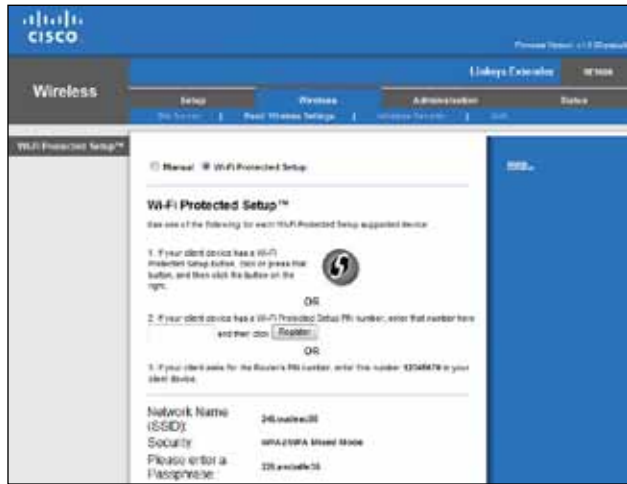 CISCO
Linksys Extender
Wireless
Setup Wireless Administration Status
Basic Wireless Settings | Wireless Security |
Wi-Fi Protected Setup™
Manual Wi-Fi Protected Setup
Wi-Fi Protected Setup™
Use one of the following for each Wi-Fi Protected Setup supported device:
1. If your client device has a Wi-Fi
Protected Setup button, click or press that
button, and then click the button on the
right.
OR
2. If your client device has a Wi-Fi Protected Setup PIN number, enter that number here
and then click Register
OR
3. If your client asks for the Router's PIN number, enter this number 12345670 in your
client device.
Network Name
(SSID):
Security
WPA2/WPA Mixed Mode
Please enter a
Passphrase: